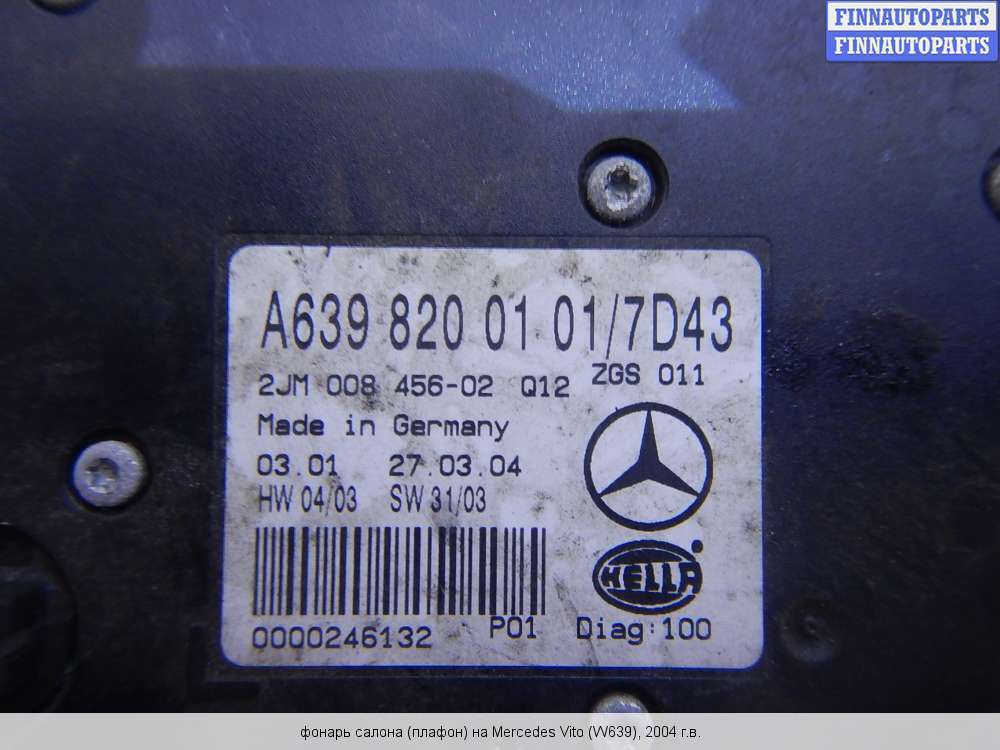 FINNAUTOPARTS
FINNAUTOPARTS
A639 820 01 01/7D43
2JM 008 456-02 Q12 ZGS 011
Made in Germany
03.01 27.03.04
HW 04/03 SW 31/03
HELLA
0000246132 P01 Diag:100
фонарь салона (плафон) на Mercedes Vito (W639), 2004 г.в.